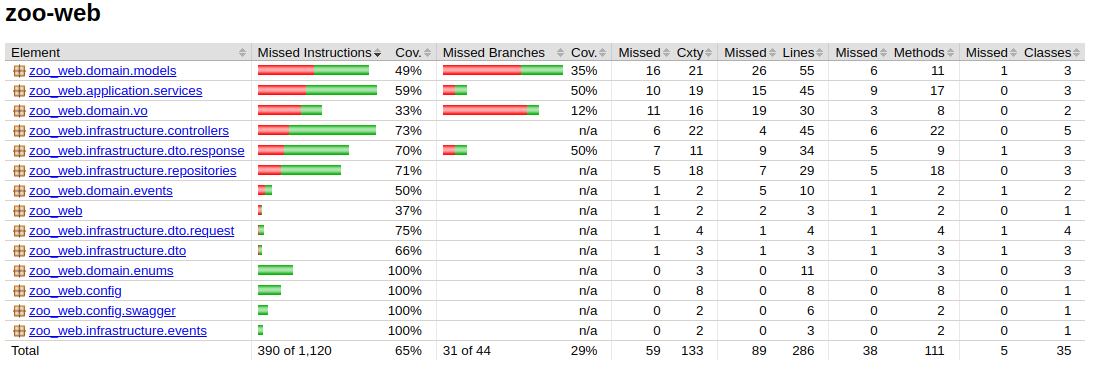 zoo-web
Element Missed Instructions Cov. Missed Branches Cov. Missed Cxty Missed Lines Missed Methods Missed Classes
zoo_web.domain.models 49% 35% 16 21 26 55 6 11 1 3
zoo_web.application.services 59% 50% 10 19 15 45 9 17 0 3
zoo_web.domain.vo 33% 12% 11 16 19 30 3 8 0 2
zoo_web.infrastructure.controllers 73% n/a 6 22 4 45 6 22 0 5
zoo_web.infrastructure.dto.response 70% 50% 7 11 9 34 5 9 1 3
zoo_web.infrastructure.repositories 71% n/a 5 18 7 29 5 18 0 3
zoo_web.domain.events 50% n/a 1 2 5 10 1 2 1 2
zoo_web 37% n/a 1 2 2 3 1 2 0 1
zoo_web.infrastructure.dto.request 75% n/a 1 4 1 4 1 4 1 4
zoo_web.infrastructure.dto 66% n/a 1 3 1 3 1 3 1 3
zoo_web.domain.enums 100% n/a 0 3 0 11 0 3 0 3
zoo_web.config 100% n/a 0 8 0 8 0 8 0 1
zoo_web.config.swagger 100% n/a 0 2 0 6 0 2 0 1
zoo_web.infrastructure.events 100% n/a 0 2 0 3 0 2 0 1
Total 390 of 1,120 65% 31 of 44 29% 59 133 89 286 38 111 5 35